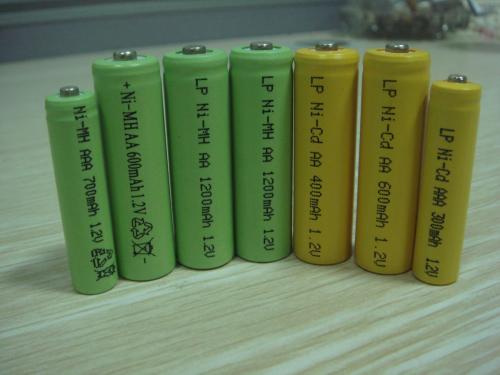 Ni-MH AAA 700mAh 1.2V
+Ni-MH AA 600mAh 1.2V -
LP Ni-MH AA 1200mAh 1.2V
LP Ni-MH AA 1200mAh 1.2V
LP Ni-Cd AA 400mAh 1.2V
LP Ni-Cd AA 600mAh 1.2V
LP Ni-Cd AAA 300mAh 1.2V